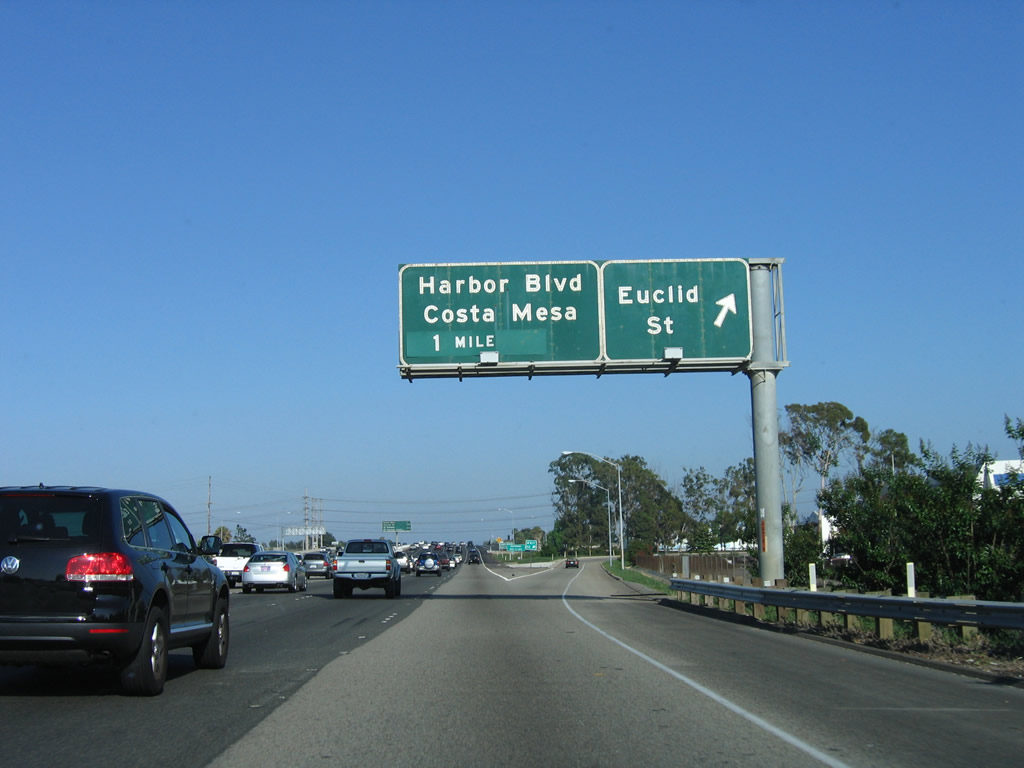 Harbor Blvd
Costa Mesa
1 MILE
Euclid
St